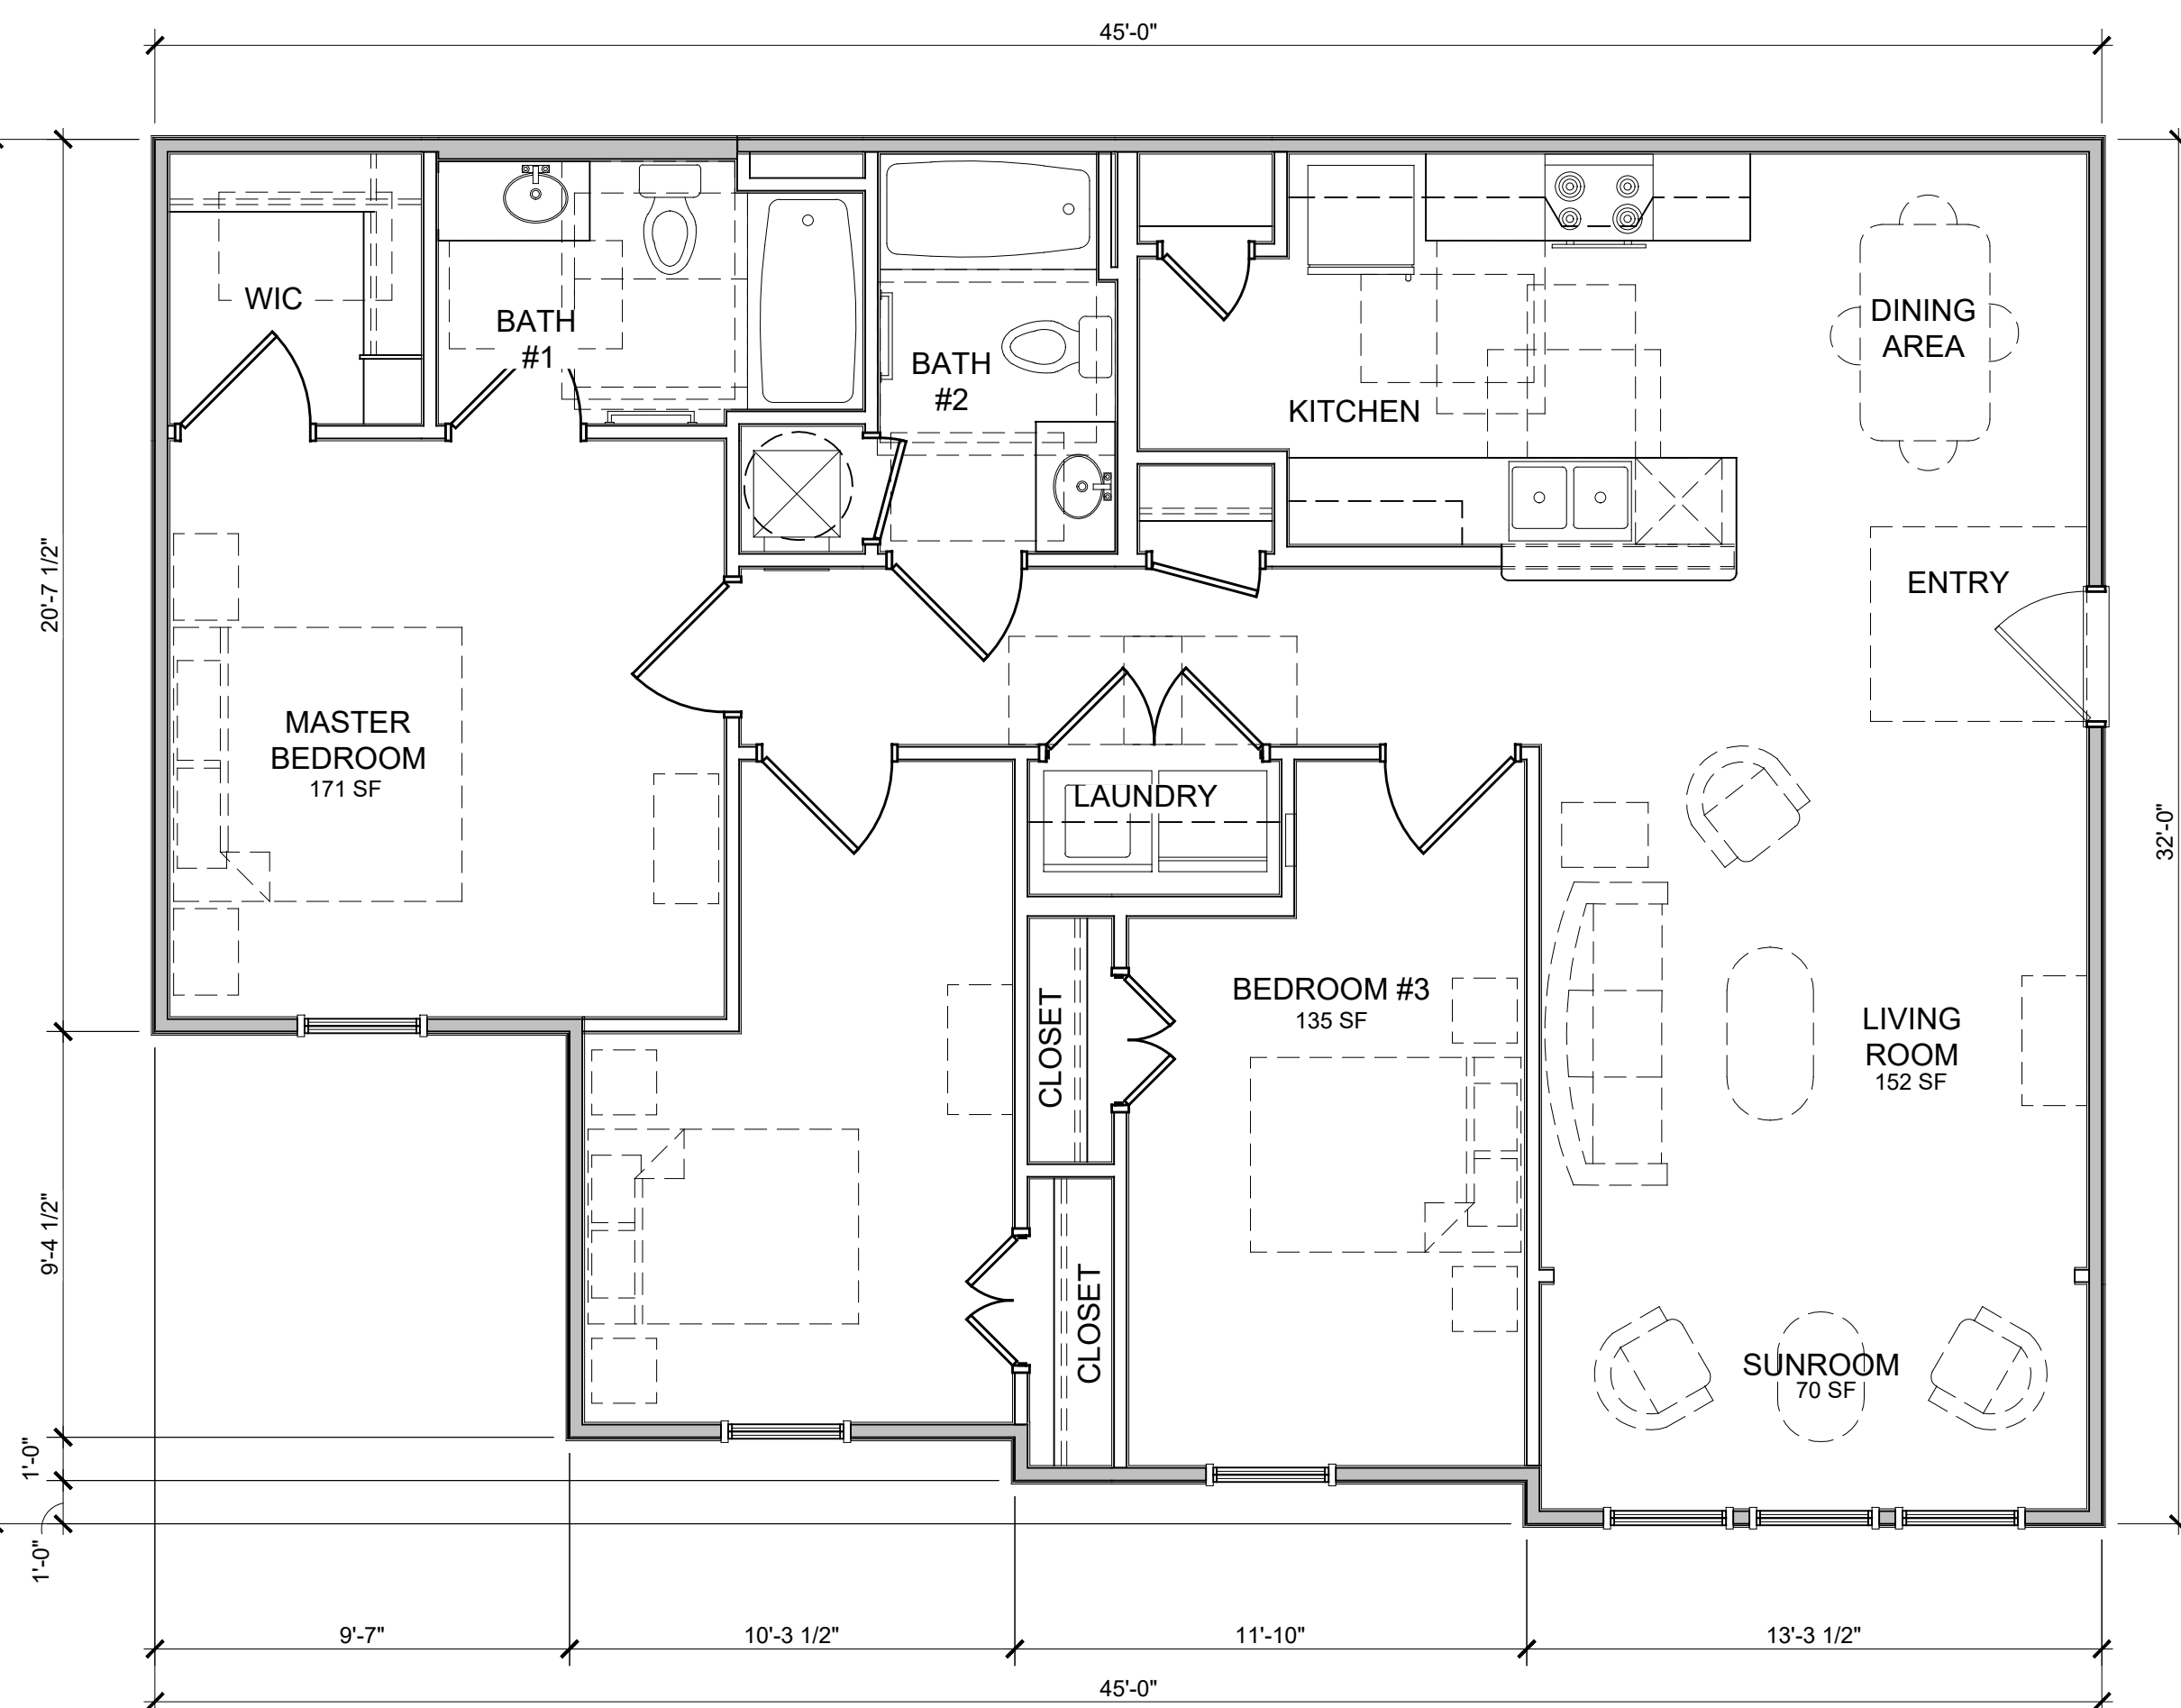 45'-0"
WIC
BATH
#1
BATH
#2
KITCHEN
DINING
AREA
ENTRY
20'-7 1/2"
MASTER
BEDROOM
171 SF
LAUNDRY
32'-0"
CLOSET
BEDROOM #3
135 SF
LIVING
ROOM
152 SF
9'-4 1/2"
CLOSET
SUNROOM
70 SF
1'-0"
1'-0"
9'-7"
10'-3 1/2"
11'-10"
13'-3 1/2"
45'-0"